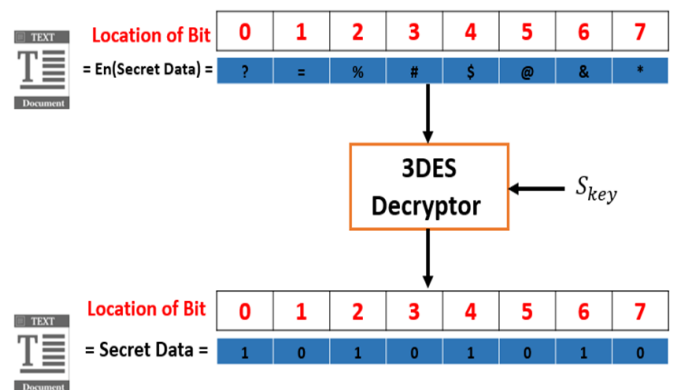 TEXT
T
Document
Location of Bit 0 1 2 3 4 5 6 7
= En(Secret Data) = ? = % # $ @ & *
3DES
Decryptor
S_key
Location of Bit 0 1 2 3 4 5 6 7
TEXT
T
= Secret Data = 1 0 1 0 1 0 1 0
Document